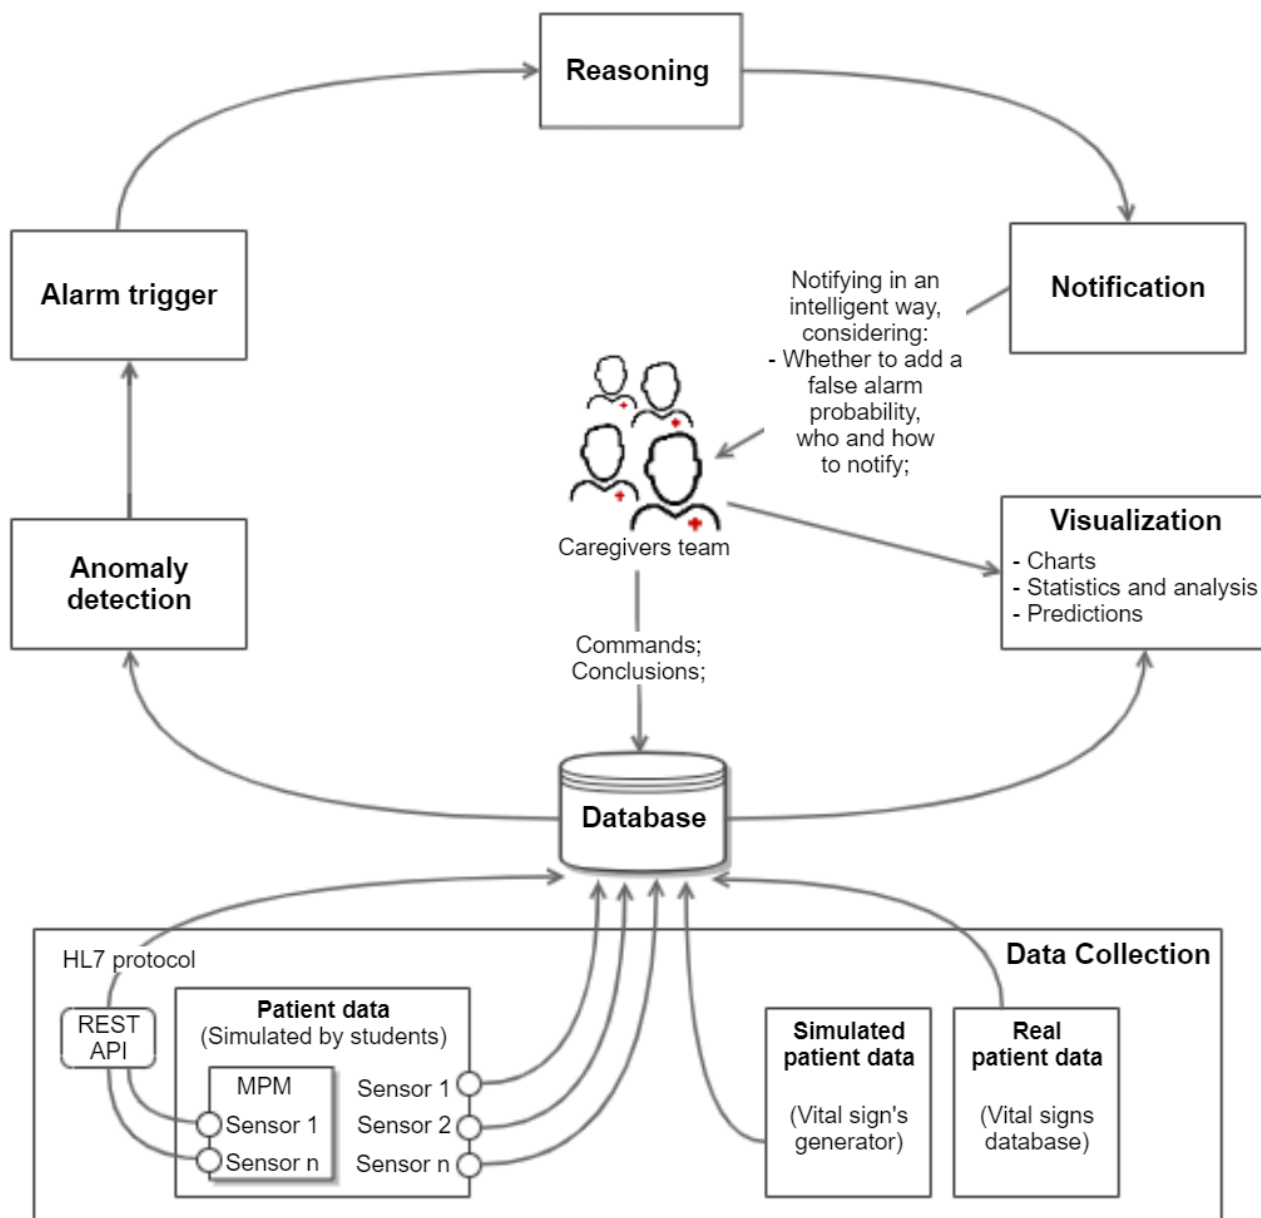 Reasoning
Alarm trigger
Notification
Notifying in an
intelligent way,
considering:
- Whether to add a
false alarm
probability,
who and how
to notify;
Caregivers team
Visualization
- Charts
- Statistics and analysis
- Predictions
Anomaly
detection
Commands;
Conclusions;
Database
Data Collection
HL7 protocol
REST
API
Patient data
(Simulated by students)
MPM
Sensor 1
Sensor n
Sensor 1
Sensor 2
Sensor n
Simulated
patient data
(Vital sign's
generator)
Real
patient data
(Vital signs
database)